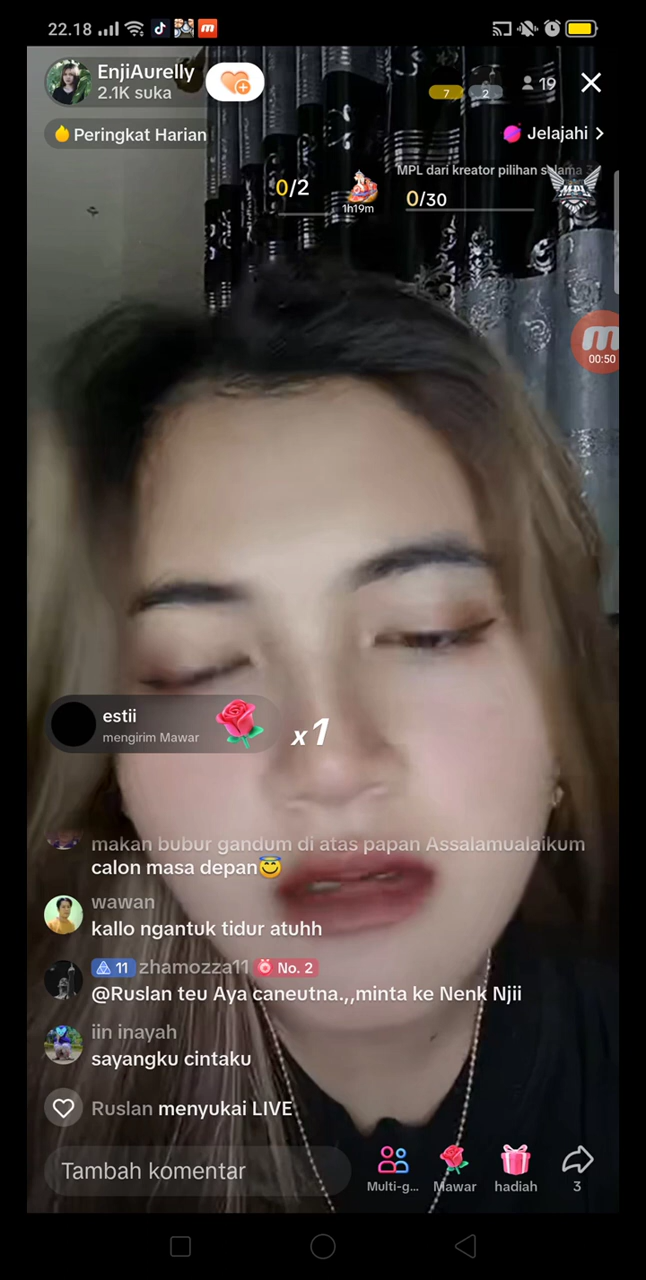 22.18
EnjiAurelly
2.1K suka
7
2
19
Peringkat Harian
Jelajahi
0/2
1h19m
MPL dari kreator pilihan selama
0/30
00:50
estii
mengirim Mawar
x1
makan bubur gandum di atas papan Assalamualaikum
calon masa depan😇
wawan
kallo ngantuk tidur atuhh
11 zhamozza11 No. 2
@Ruslan teu Aya caneutna.,,minta ke Nenk Njii
iin inayah
sayangku cintaku
Ruslan menyukai LIVE
Tambah komentar
Multi-g...
Mawar
hadiah
3